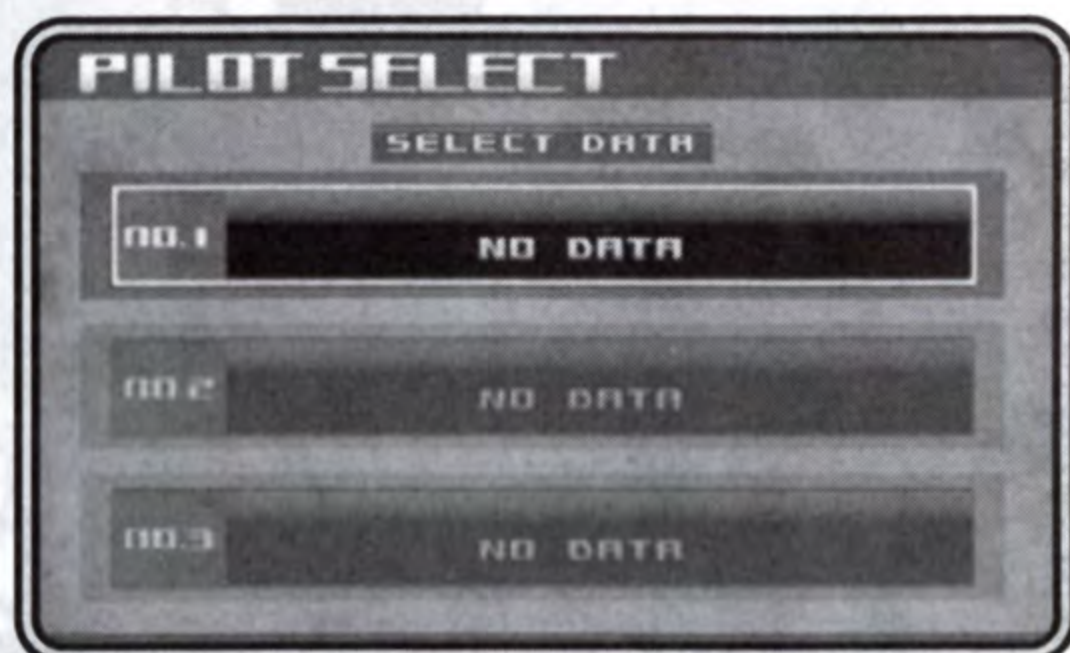 PILOT SELECT
SELECT DATA
NO.1 NO DATA
NO.2 NO DATA
NO.3 NO DATA